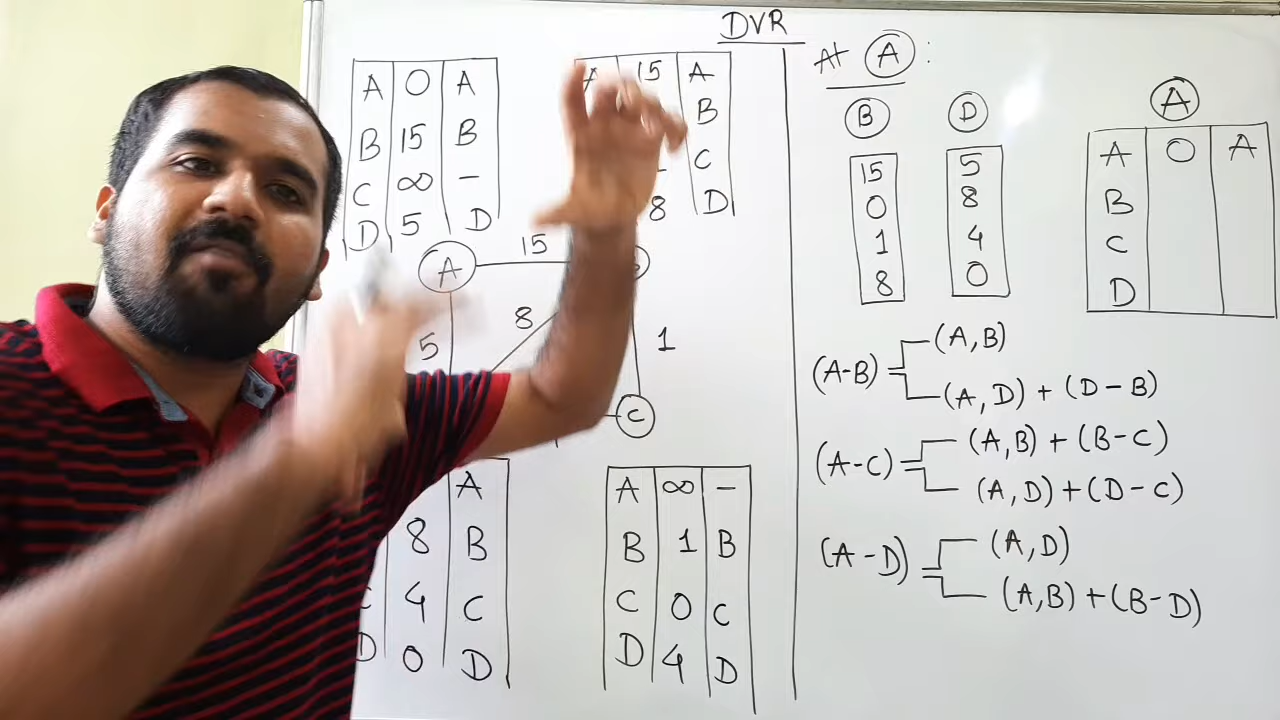 DVR
A 0 A
B 15 B
C ∞ -
D 5 D
A 15 A
B
C
8 D
A
15
8
5
1
C
A
8 B
4 C
D 0 D
A ∞ -
B 1 B
C 0 C
D 4 D
At A :
B
15
0
1
8
D
5
8
4
0
A
A 0 A
B
C
D
(A-B) = (A,B)
(A,D) + (D-B)
(A-C) = (A,B) + (B-C)
(A,D) + (D-C)
(A-D) = (A,D)
(A,B) + (B-D)